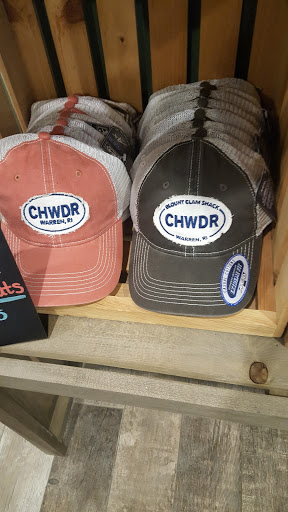 CHWDR
WARREN, RI
BLOUNT CLAM SHACK
CHWDR
WARREN, RI